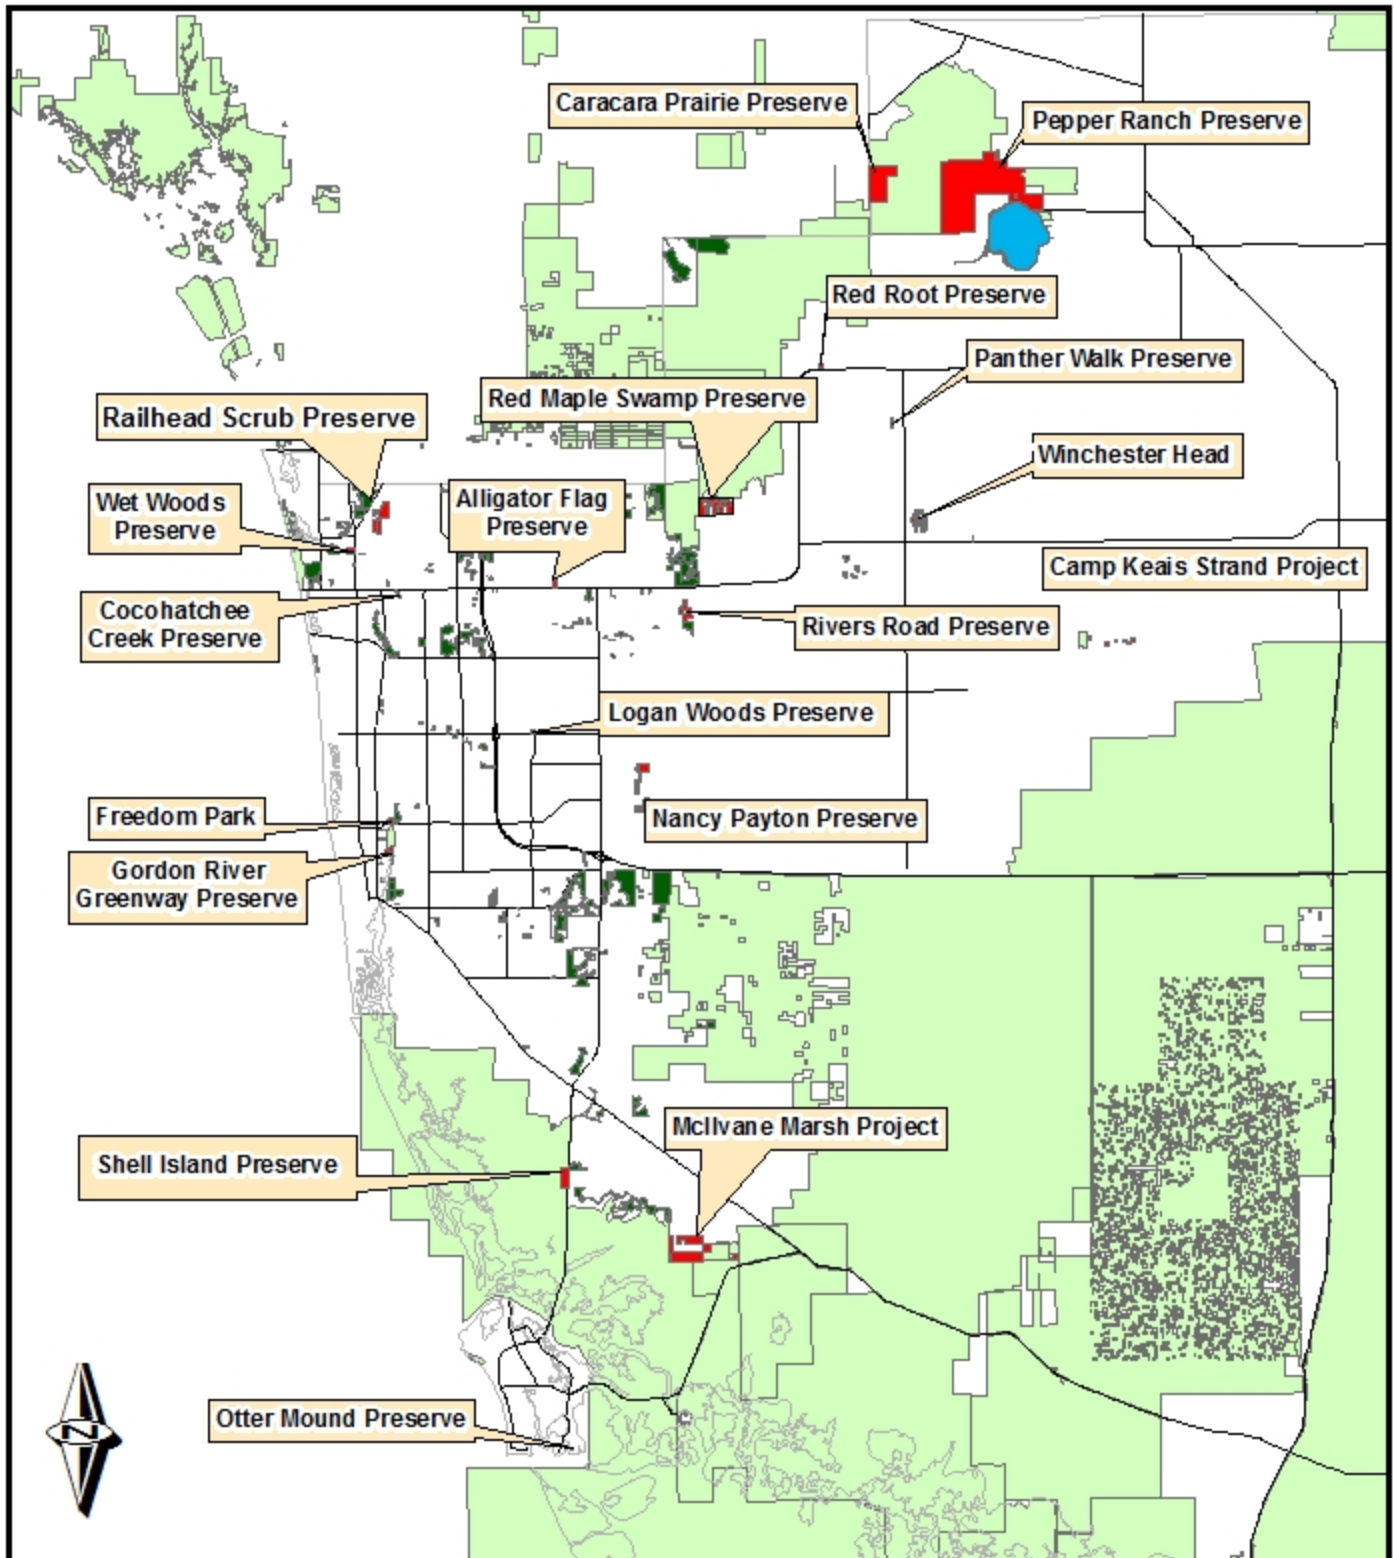 Caracara Prairie Preserve
Pepper Ranch Preserve
Red Root Preserve
Panther Walk Preserve
Red Maple Swamp Preserve
Railhead Scrub Preserve
Winchester Head
Wet Woods
Preserve
Alligator Flag
Preserve
Camp Keais Strand Project
Cocohatchee
Creek Preserve
Rivers Road Preserve
Logan Woods Preserve
Freedom Park
Nancy Payton Preserve
Gordon River
Greenway Preserve
McIlvane Marsh Project
Shell Island Preserve
Otter Mound Preserve
N